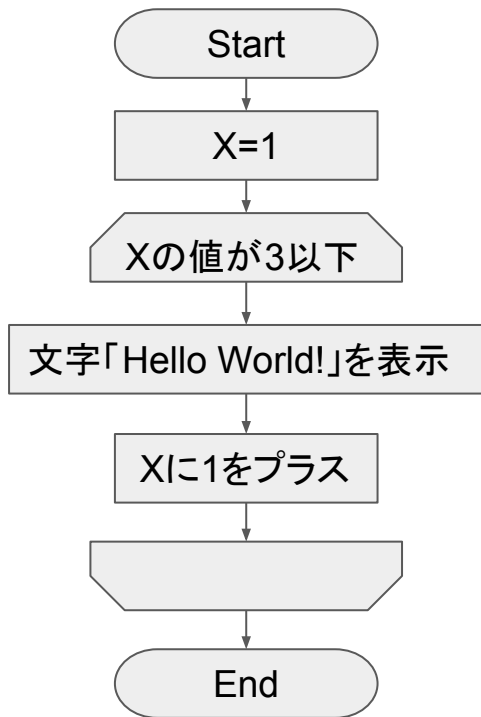 Start
X=1
Xの値が3以下
文字「Hello World!」を表示
Xに1をプラス
End